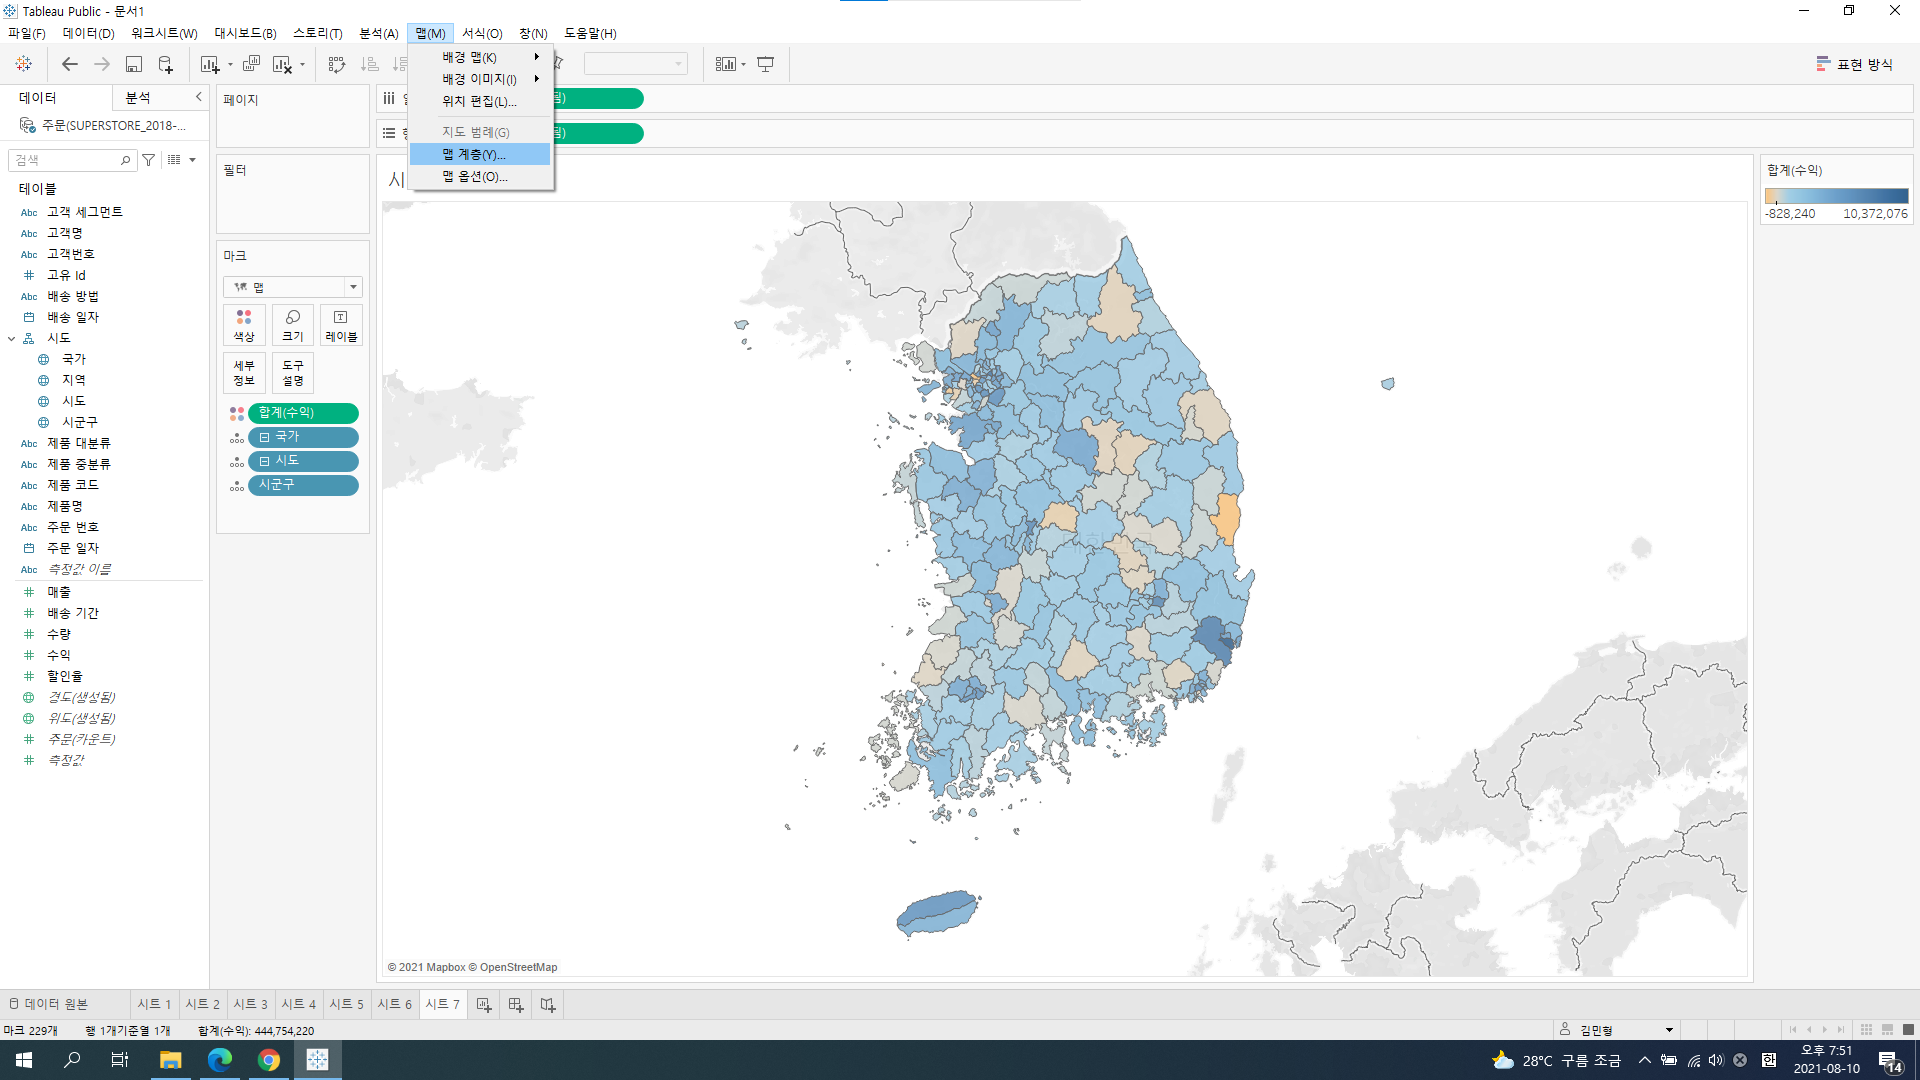 Tableau Public - 문서1
파일(F) 데이터(D) 워크시트(W) 대시보드(B) 스토리(T) 분석(A) 맵(M) 서식(O) 창(N) 도움말(H)
표현 방식
배경 맵(K)
배경 이미지(I)
위치 편집(L)...
지도 범례(G)
맵 계층(Y)...
맵 옵션(O)...
데이터 분석
주문(SUPERSTORE_2018-...
검색
테이블
Abc 고객 세그먼트
Abc 고객명
Abc 고객번호
# 고유 Id
Abc 배송 방법
배송 일자
시도
국가
지역
시도
시군구
Abc 제품 대분류
Abc 제품 중분류
Abc 제품 코드
Abc 제품명
Abc 주문 번호
주문 일자
Abc 측정값 이름
# 매출
# 배송 기간
# 수량
# 수익
# 할인율
경도(생성됨)
위도(생성됨)
# 주문(카운트)
# 측정값
페이지
필터
마크
맵
색상 크기 레이블
세부 정보 도구 설명
합계(수익)
국가
시도
시군구
대한민국
합계(수익)
-828,240 10,372,076
© 2021 Mapbox © OpenStreetMap
데이터 원본 시트 1 시트 2 시트 3 시트 4 시트 5 시트 6 시트 7
마크 229개 행 1개기준열 1개 합계(수익): 444,754,220
김민형
28°C 구름 조금
한
오후 7:51
2021-08-10
14